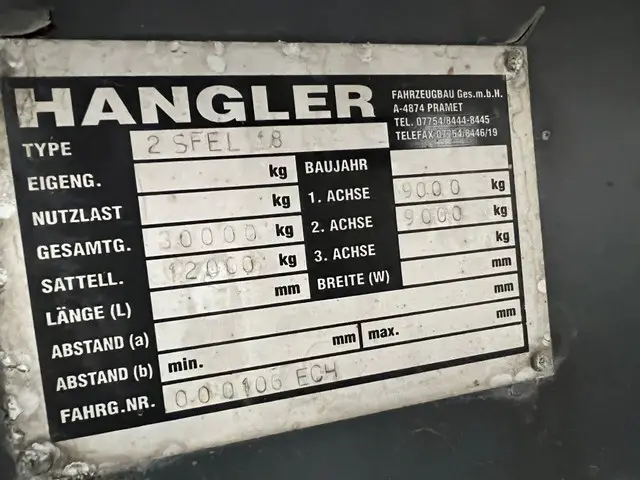 HANGLER
FAHRZEUGBAU Ges.m.b.H.
A-4874 PRAMET
TEL. 07754/8444-8445
TELEFAX 07754/8446/19
TYPE 2 SFEL 18
EIGENG. kg BAUJAHR
NUTZLAST kg 1. ACHSE 9000 kg
GESAMTG. 30000 kg 2. ACHSE 9000 kg
SATTELL. 12000 kg 3. ACHSE kg
LÄNGE (L) mm BREITE (W) mm
ABSTAND (a) mm
ABSTAND (b) min. mm max. mm
FAHRG.NR. 000106 ECH